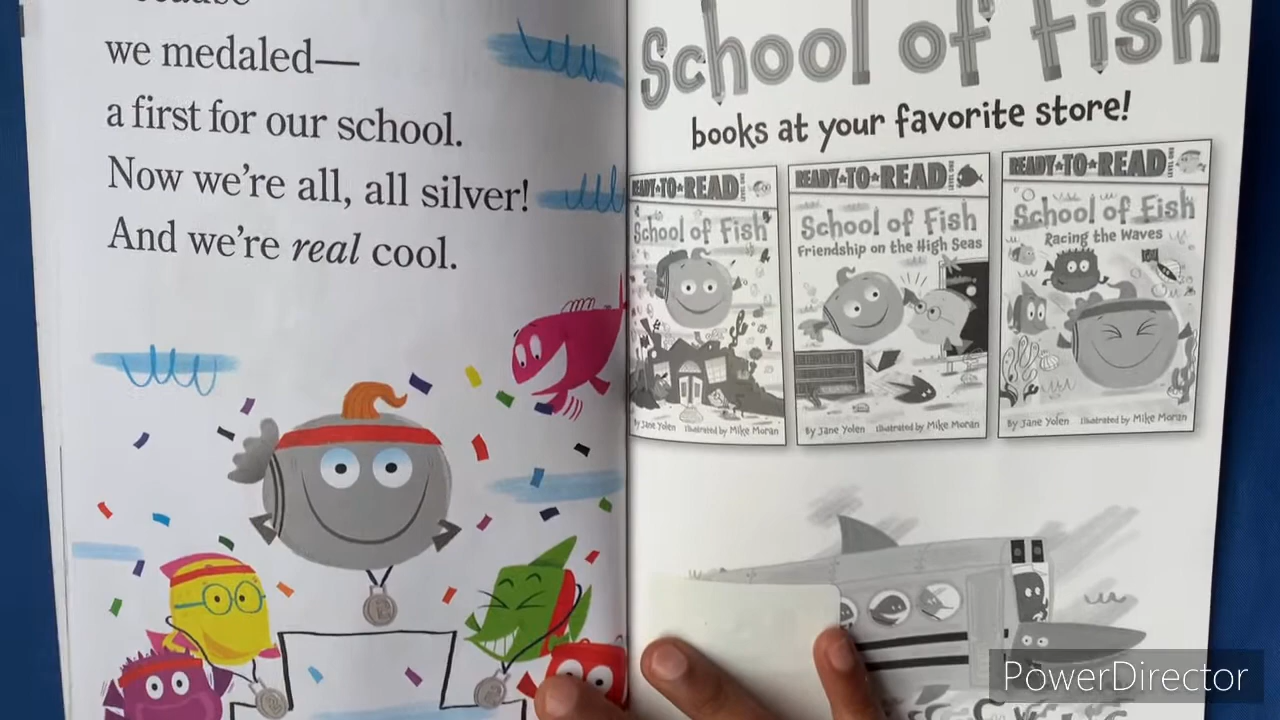 because
we medaled—
a first for our school.
Now we're all, all silver!
And we're real cool.
School of Fish
books at your favorite store!
READY-TO-READ
School of Fish
By Jane Yolen Illustrated by Mike Moran
READY-TO-READ
School of Fish
Friendship on the High Seas
By Jane Yolen Illustrated by Mike Moran
READY-TO-READ
School of Fish
Racing the Waves
By Jane Yolen Illustrated by Mike Moran
PowerDirector